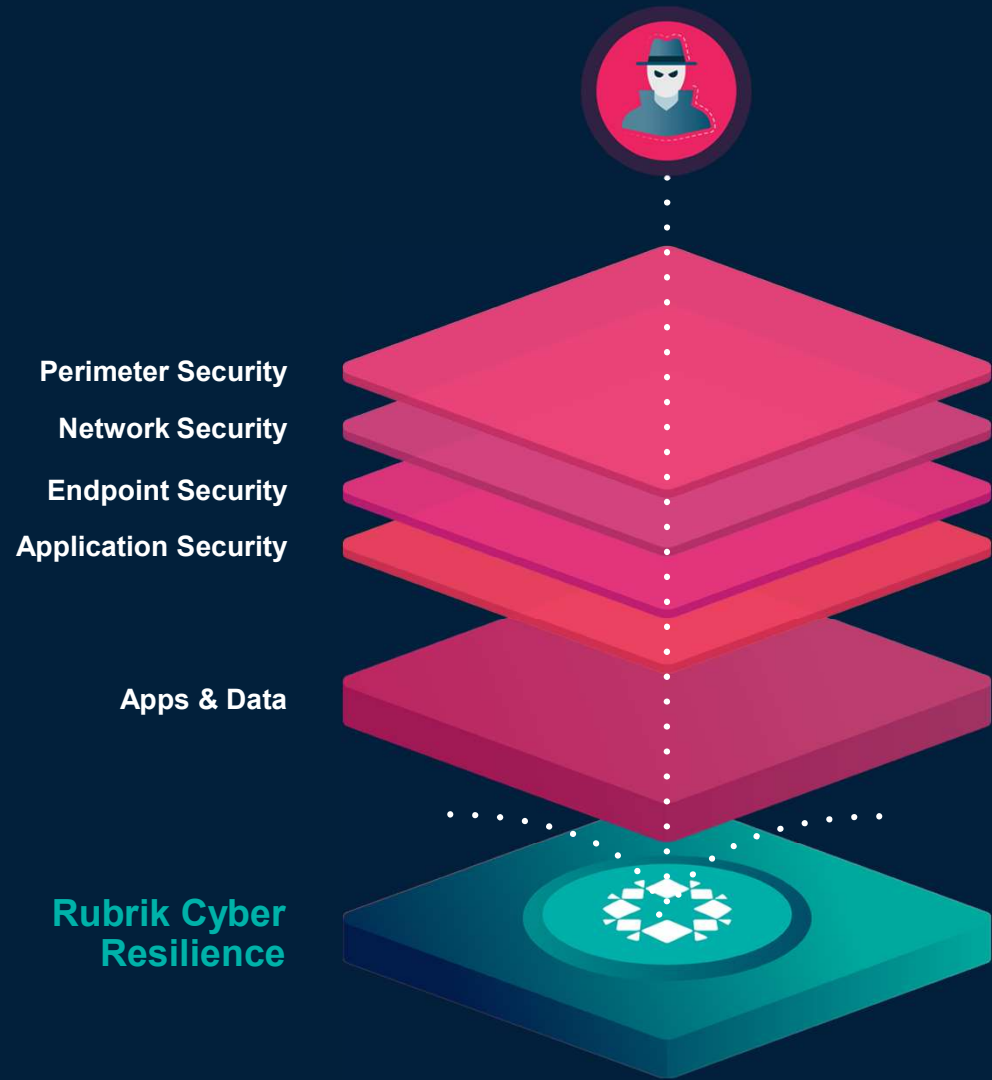 Perimeter Security
Network Security
Endpoint Security
Application Security
Apps & Data
Rubrik Cyber
Resilience